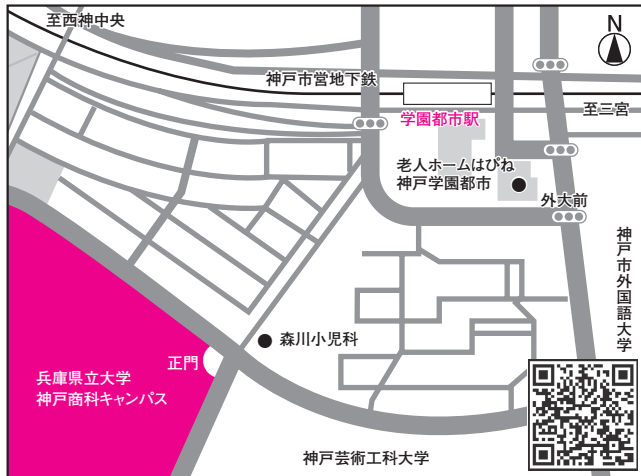 至西神中央
N
神戸市営地下鉄
学園都市駅
至三宮
老人ホームはぴね
神戸学園都市
外大前
神戸市外国語大学
森川小児科
正門
兵庫県立大学
神戸商科キャンパス
神戸芸術工科大学